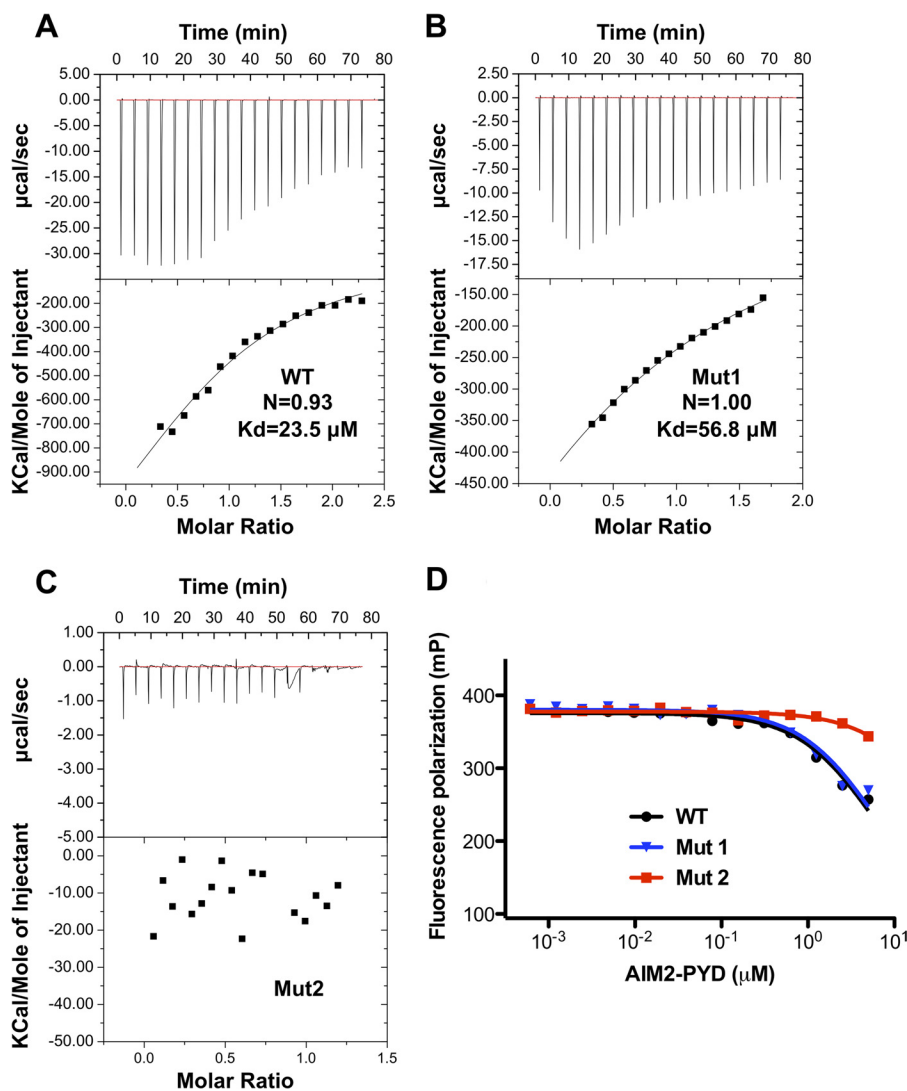 A
Time (min)
0 10 20 30 40 50 60 70 80
5.00
0.00
-5.00
-10.00
-15.00
-20.00
-25.00
-30.00
µcal/sec
-200.00
-300.00
-400.00
-500.00
-600.00
-700.00
-800.00
-900.00
KCal/Mole of Injectant
WT
N=0.93
Kd=23.5 µM
0.0 0.5 1.0 1.5 2.0 2.5
Molar Ratio
B
Time (min)
0 10 20 30 40 50 60 70 80
2.50
0.00
-2.50
-5.00
-7.50
-10.00
-12.50
-15.00
-17.50
µcal/sec
-150.00
-200.00
-250.00
-300.00
-350.00
-400.00
-450.00
KCal/Mole of Injectant
Mut1
N=1.00
Kd=56.8 µM
0.0 0.5 1.0 1.5 2.0
Molar Ratio
C
Time (min)
0 10 20 30 40 50 60 70 80
1.00
0.00
-1.00
-2.00
-3.00
-4.00
-5.00
µcal/sec
0.00
-10.00
-20.00
-30.00
-40.00
-50.00
KCal/Mole of Injectant
Mut2
0.0 0.5 1.0 1.5
Molar Ratio
D
400
300
200
100
Fluorescence polarization (mP)
WT
Mut 1
Mut 2
10-3 10-2 10-1 100 101
AIM2-PYD (µM)